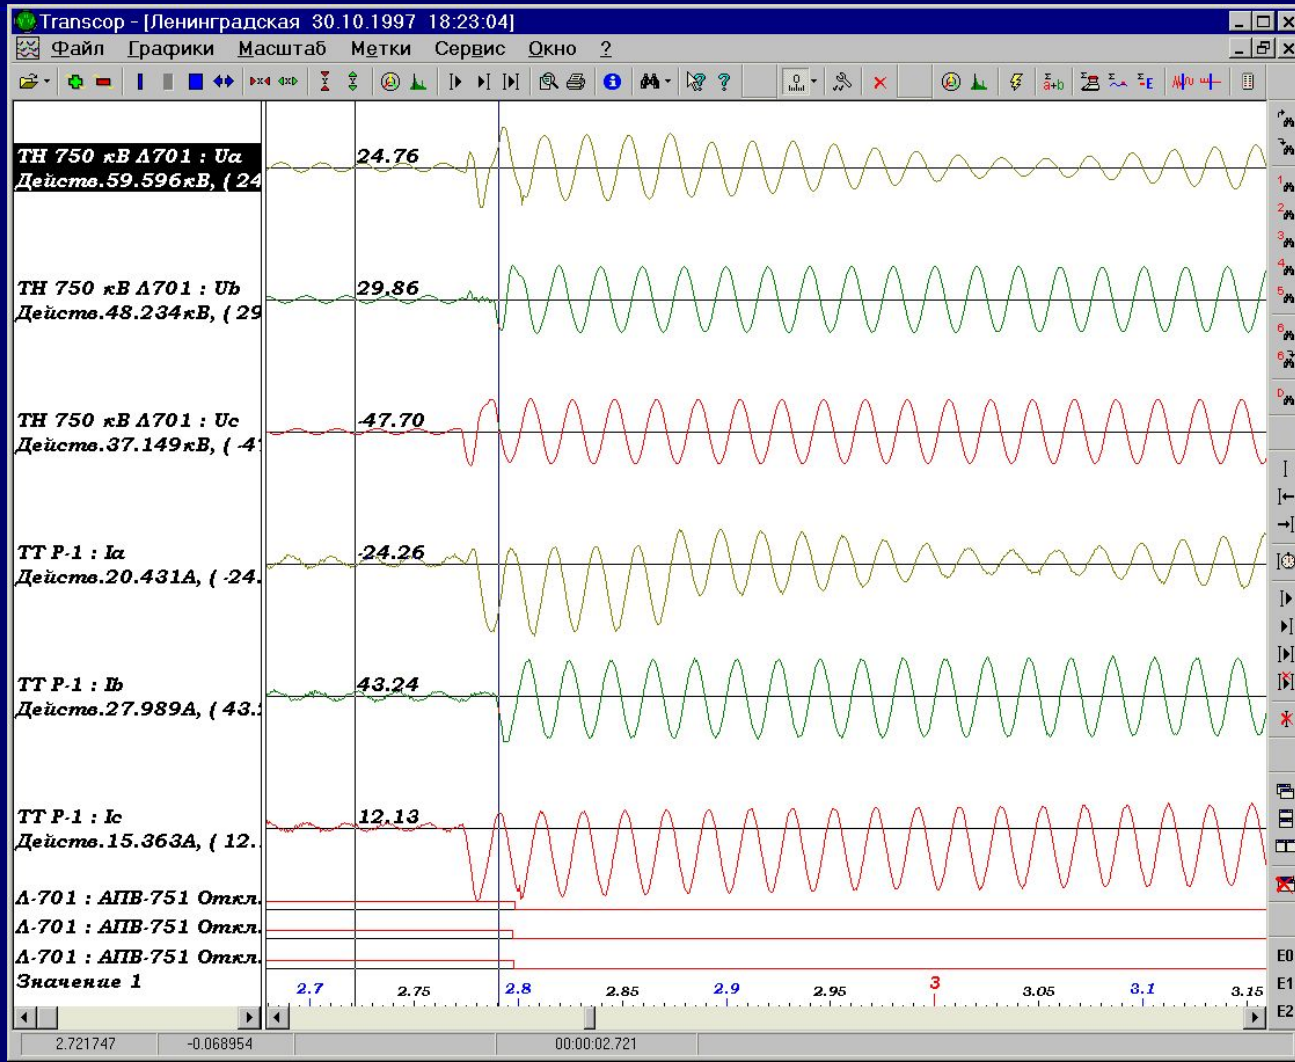 Transcop - [Ленинградская 30.10.1997 18:23:04]
Файл Графики Масштаб Метки Сервис Окно ?
ТН 750 кВ Л701 : Ua
Действ.59.596кВ, ( 24
24.76
ТН 750 кВ Л701 : Ub
Действ.48.234кВ, ( 29
29.86
ТН 750 кВ Л701 : Uc
Действ.37.149кВ, ( -4
-47.70
ТТ Р-1 : Ia
Действ.20.431А, ( -24.
-24.26
ТТ Р-1 : Ib
Действ.27.989А, ( 43.
43.24
ТТ Р-1 : Ic
Действ.15.363А, ( 12.
12.13
Л-701 : АПВ-751 Откл.
Л-701 : АПВ-751 Откл.
Л-701 : АПВ-751 Откл.
Значение 1
2.7 2.75 2.8 2.85 2.9 2.95 3 3.05 3.1 3.15
E0
E1
E2
2.721747 -0.068954 00:00:02.721